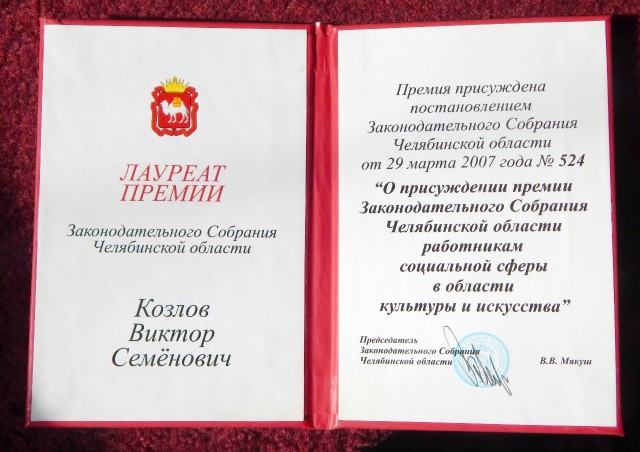 ЛАУРЕАТ
ПРЕМИИ
Законодательного Собрания
Челябинской области
Козлов
Виктор
Семёнович
Премия присуждена
постановлением
Законодательного Собрания
Челябинской области
от 29 марта 2007 года № 524
“О присуждении премии
Законодательного Собрания
Челябинской области
работникам
социальной сферы
в области
культуры и искусства”
Председатель
Законодательного Собрания
Челябинской области
В.В. Мякуш